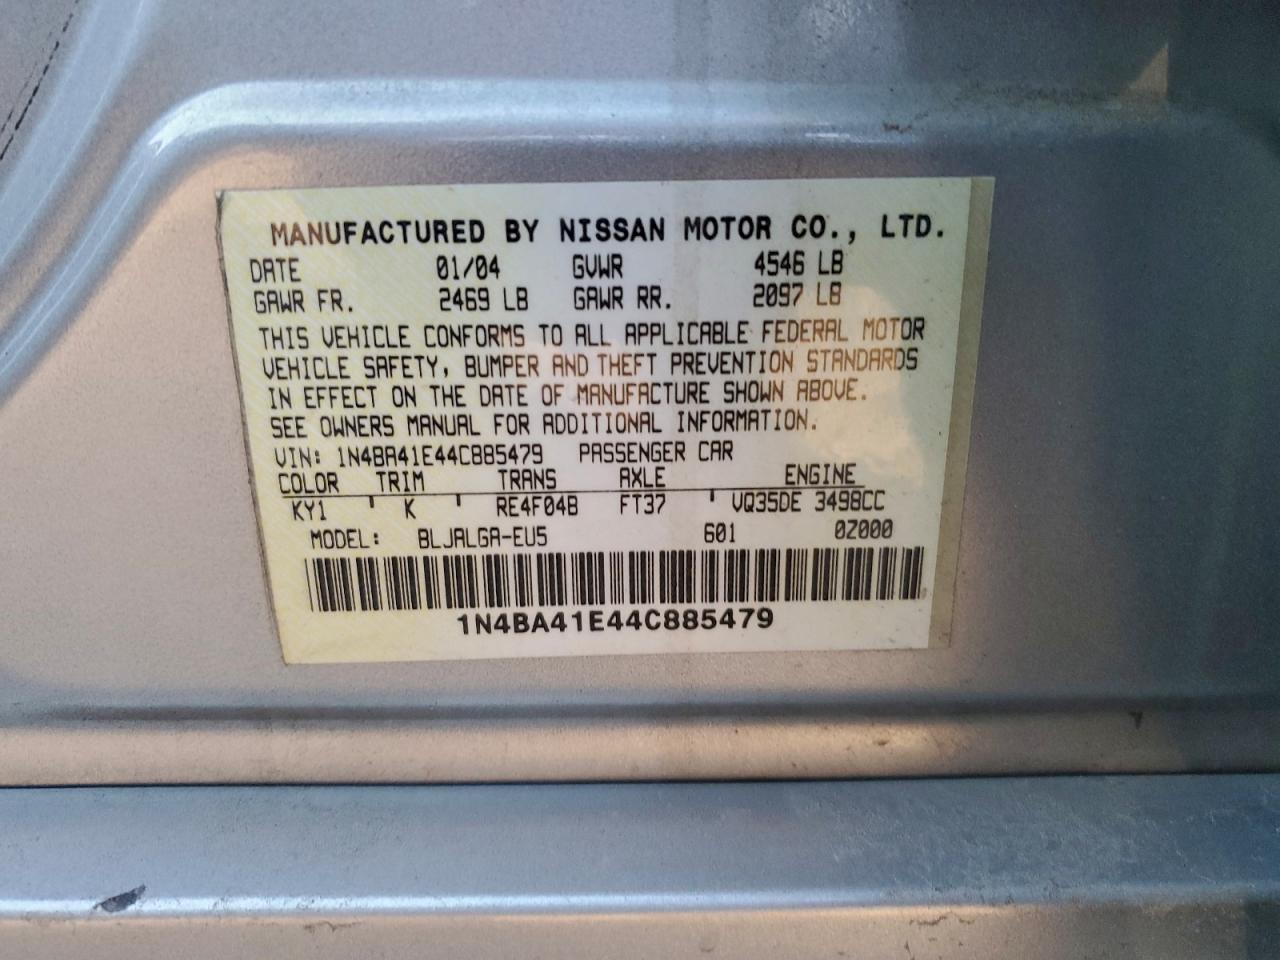 MANUFACTURED BY NISSAN MOTOR CO., LTD.
DATE 01/04 GVWR 4546 LB
GAWR FR. 2469 LB GAWR RR. 2097 LB
THIS VEHICLE CONFORMS TO ALL APPLICABLE FEDERAL MOTOR
VEHICLE SAFETY, BUMPER AND THEFT PREVENTION STANDARDS
IN EFFECT ON THE DATE OF MANUFACTURE SHOWN ABOVE.
SEE OWNERS MANUAL FOR ADDITIONAL INFORMATION.
VIN: 1N4BA41E44C885479 PASSENGER CAR
COLOR TRIM TRANS AXLE ENGINE
KY1 K RE4F04B FT37 VQ35DE 3498CC
MODEL: BLJALGA-EU5 601 0Z000
1N4BA41E44C885479